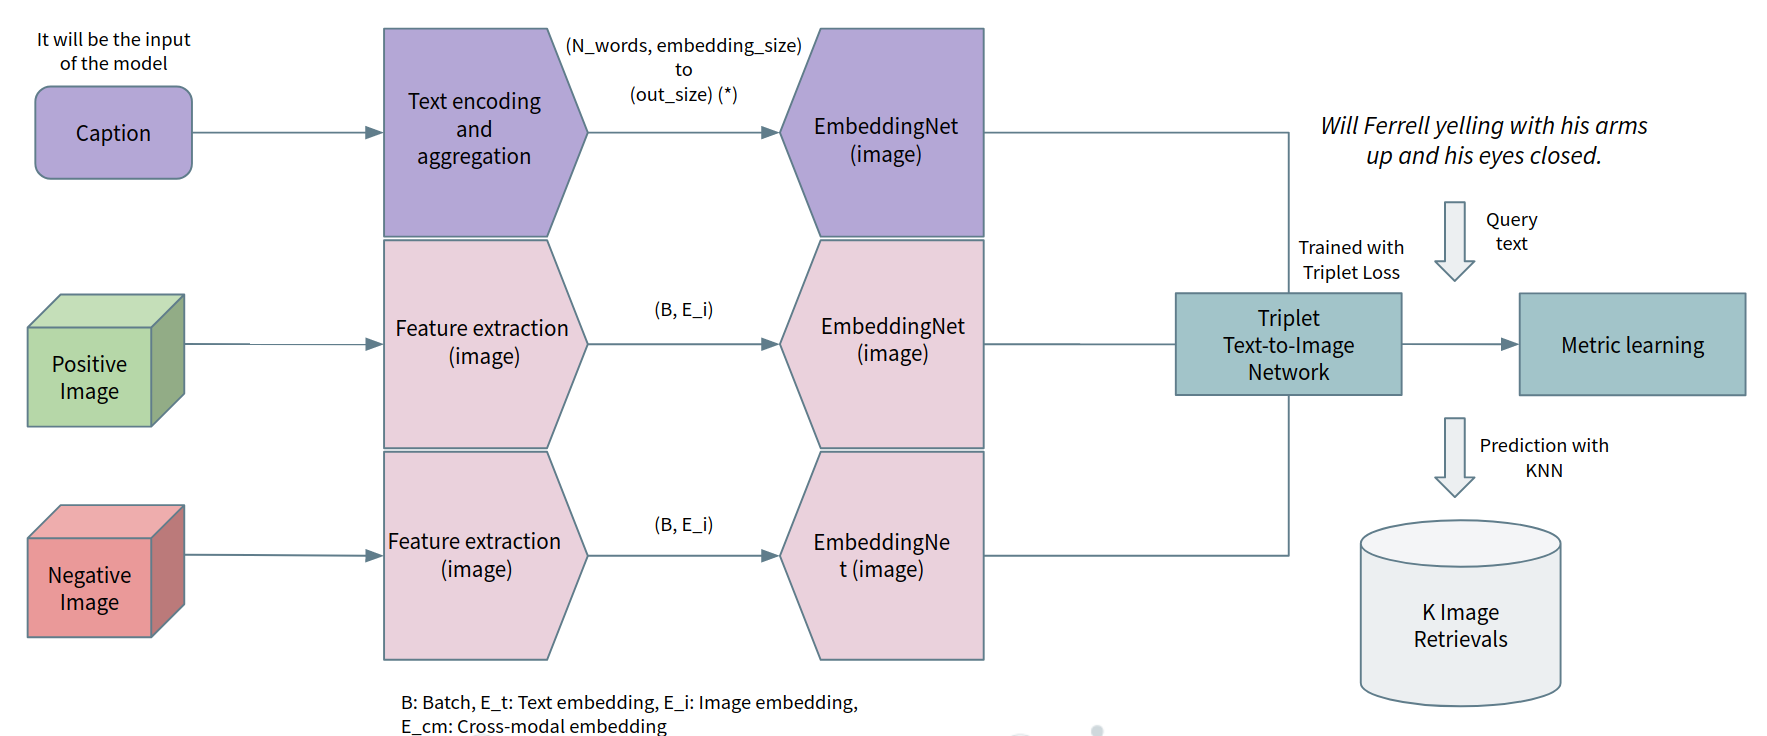 It will be the input
of the model
Caption
Text encoding
and
aggregation
(N_words, embedding_size)
to
(out_size) (*)
EmbeddingNet
(image)
Positive
Image
Feature extraction
(image)
(B, E_i)
EmbeddingNet
(image)
Negative
Image
Feature extraction
(image)
(B, E_i)
EmbeddingNe
t (image)
Trained with
Triplet Loss
Triplet
Text-to-Image
Network
Will Ferrell yelling with his arms
up and his eyes closed.
Query
text
Metric learning
Prediction with
KNN
K Image
Retrievals
B: Batch, E_t: Text embedding, E_i: Image embedding,
E_cm: Cross-modal embedding